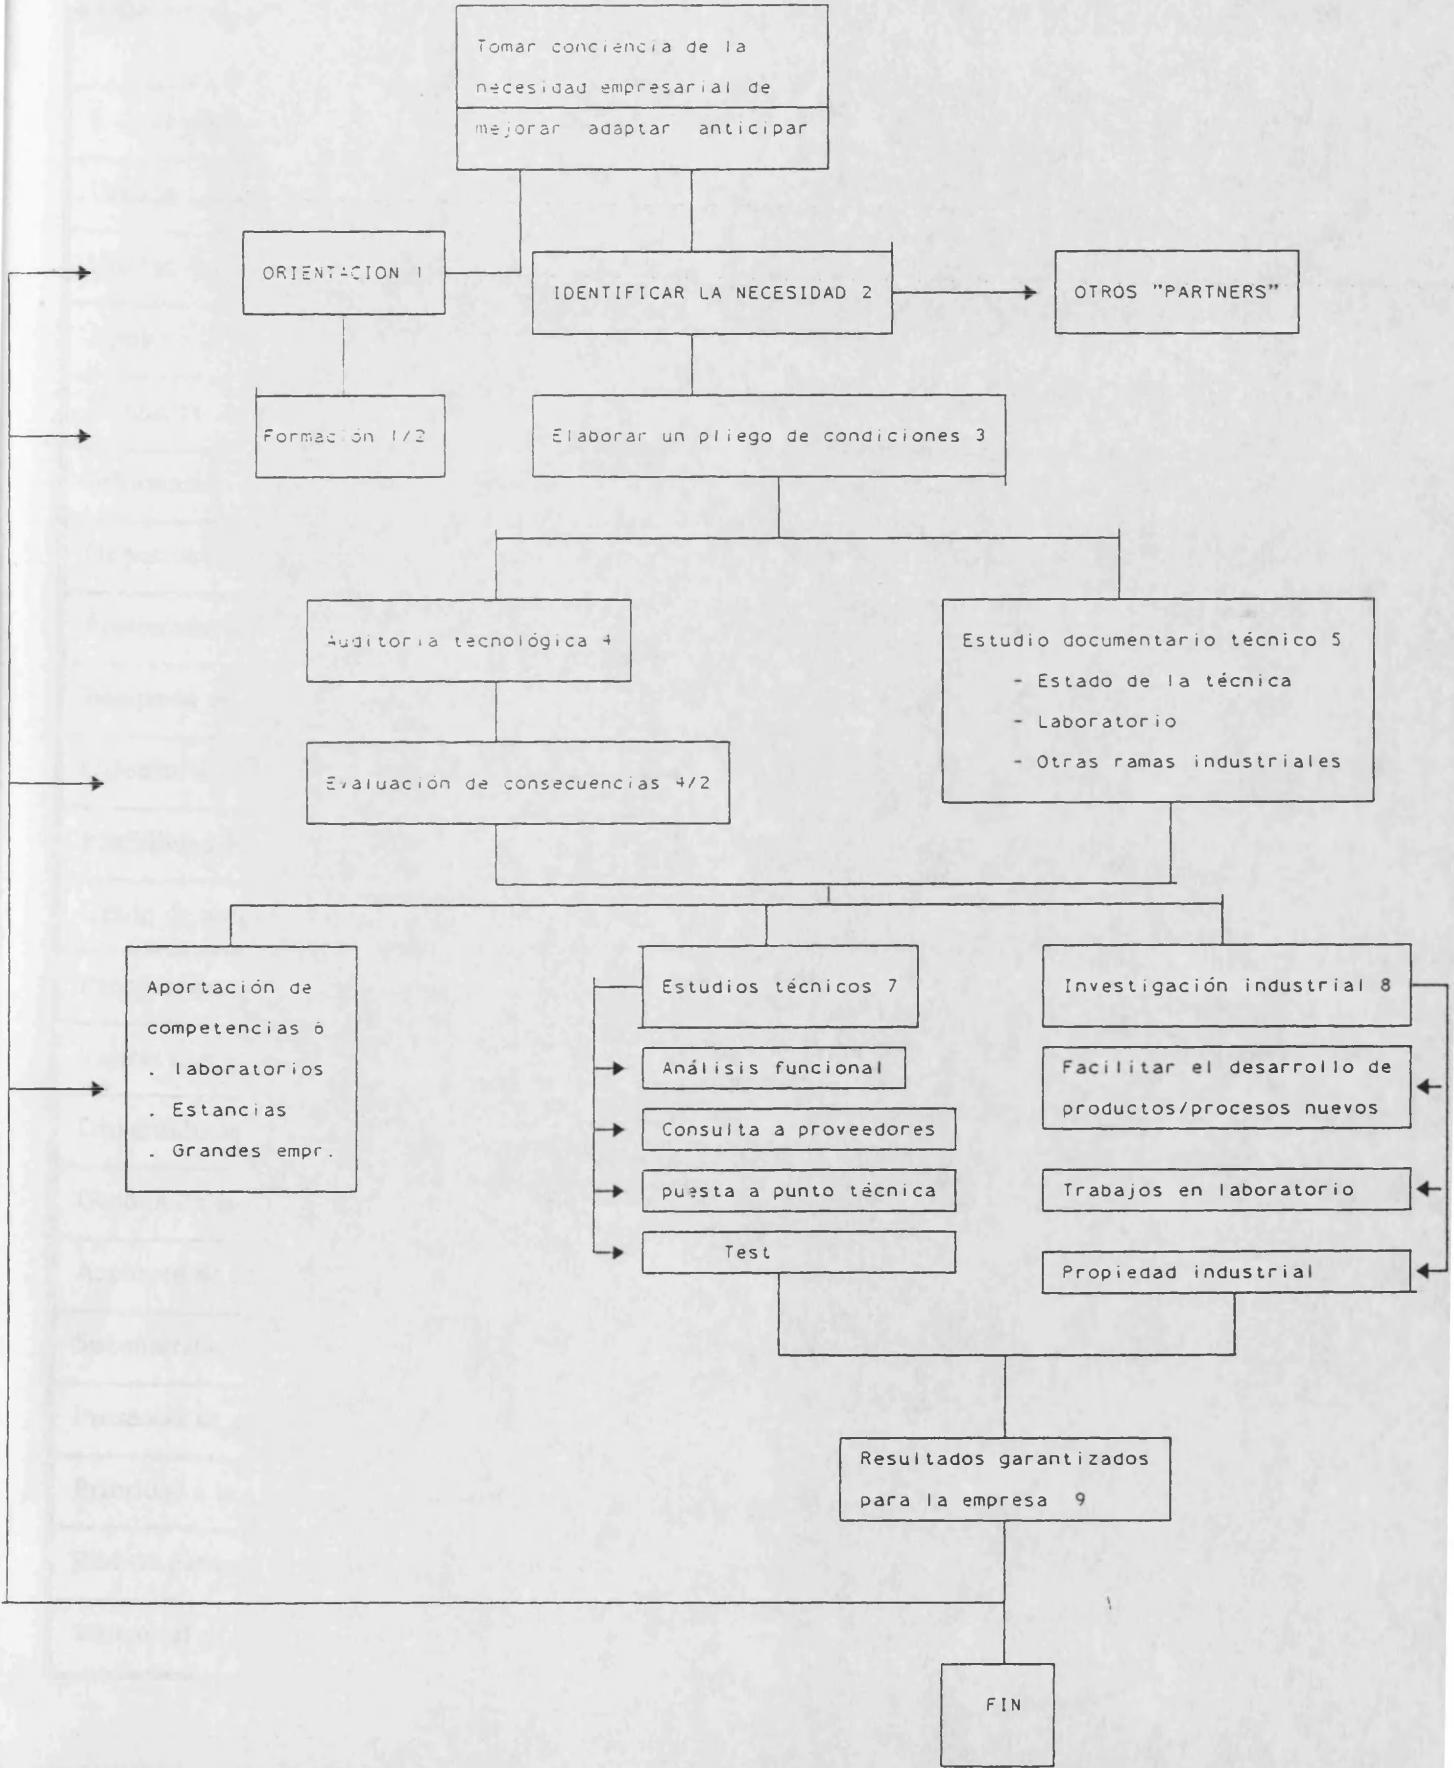 Tomar conciencia de la
necesidad empresarial de
mejorar adaptar anticipar
ORIENTACION 1
IDENTIFICAR LA NECESIDAD 2
OTROS "PARTNERS"
Formación 1/2
Elaborar un pliego de condiciones 3
Auditoria tecnológica 4
Estudio documentario técnico 5
- Estado de la técnica
- Laboratorio
- Otras ramas industriales
Evaluación de consecuencias 4/2
Aportación de
competencias 6
. laboratorios
. Estancias
. Grandes empr.
Estudios técnicos 7
Análisis funcional
Consulta a proveedores
puesta a punto técnica
Test
Investigación industrial 8
Facilitar el desarrollo de
productos/procesos nuevos
Trabajos en laboratorio
Propiedad industrial
Resultados garantizados
para la empresa 9
FIN